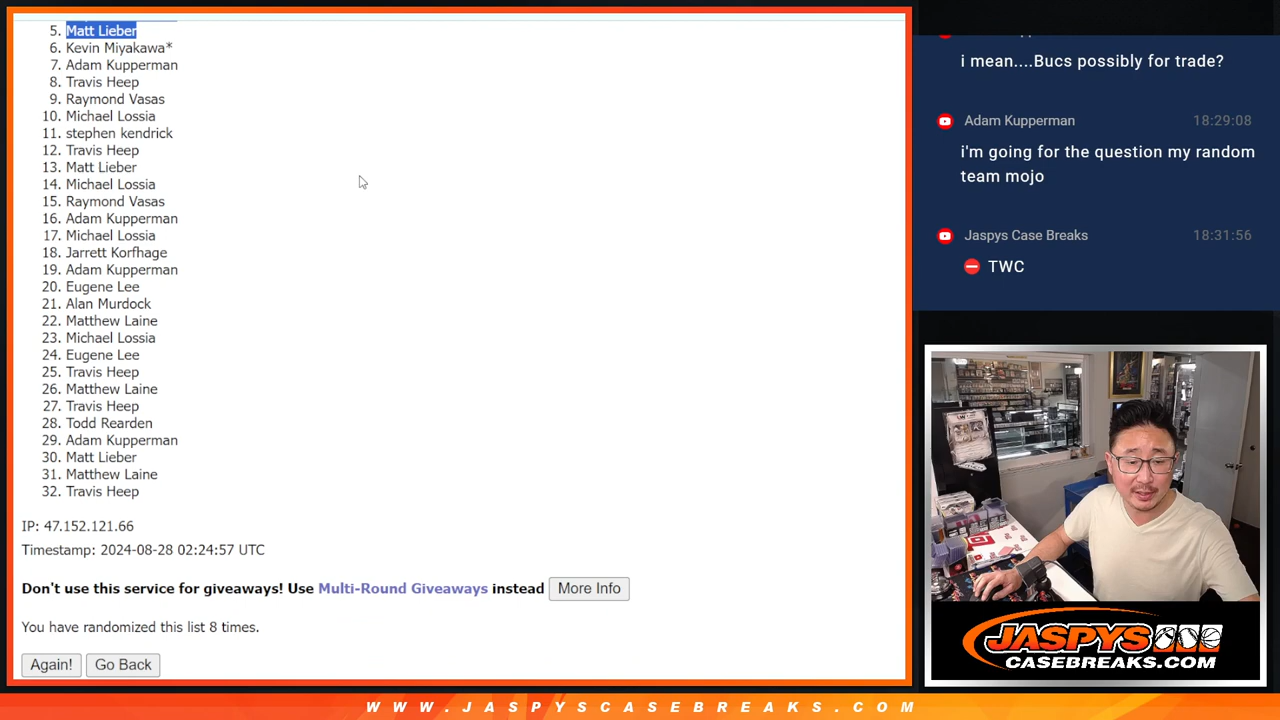 5. Matt Lieber
6. Kevin Miyakawa*
7. Adam Kupperman
8. Travis Heep
9. Raymond Vasas
10. Michael Lossia
11. stephen kendrick
12. Travis Heep
13. Matt Lieber
14. Michael Lossia
15. Raymond Vasas
16. Adam Kupperman
17. Michael Lossia
18. Jarrett Korfhage
19. Adam Kupperman
20. Eugene Lee
21. Alan Murdock
22. Matthew Laine
23. Michael Lossia
24. Eugene Lee
25. Travis Heep
26. Matthew Laine
27. Travis Heep
28. Todd Rearden
29. Adam Kupperman
30. Matt Lieber
31. Matthew Laine
32. Travis Heep
IP: 47.152.121.66
Timestamp: 2024-08-28 02:24:57 UTC
Don't use this service for giveaways! Use Multi-Round Giveaways instead More Info
You have randomized this list 8 times.
Again! Go Back
i mean....Bucs possibly for trade?
Adam Kupperman 18:29:08
i'm going for the question my random
team mojo
Jaspys Case Breaks 18:31:56
TWC
JASPYS
CASEBREAKS.COM
WWW.JASPYSCASEBREAKS.COM